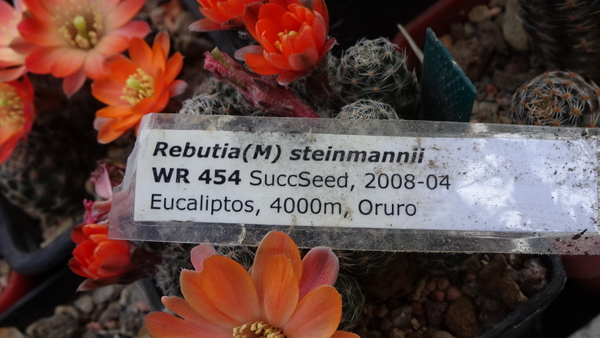 Rebutia(M) steinmannii
WR 454 SuccSeed, 2008-04
Eucaliptos, 4000m, Oruro